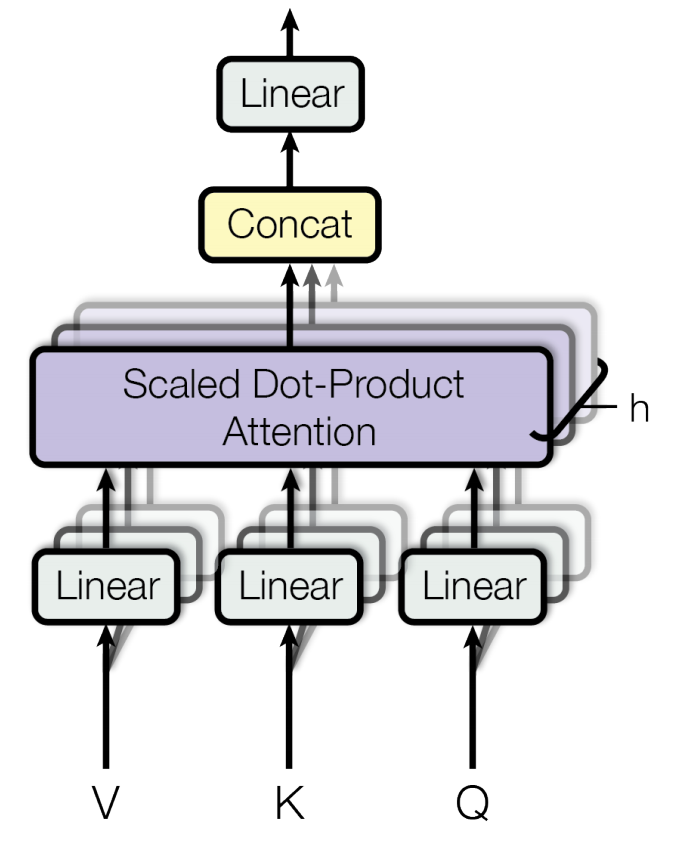 Linear
Concat
Scaled Dot-Product
Attention
h
Linear
Linear
Linear
V
K
Q